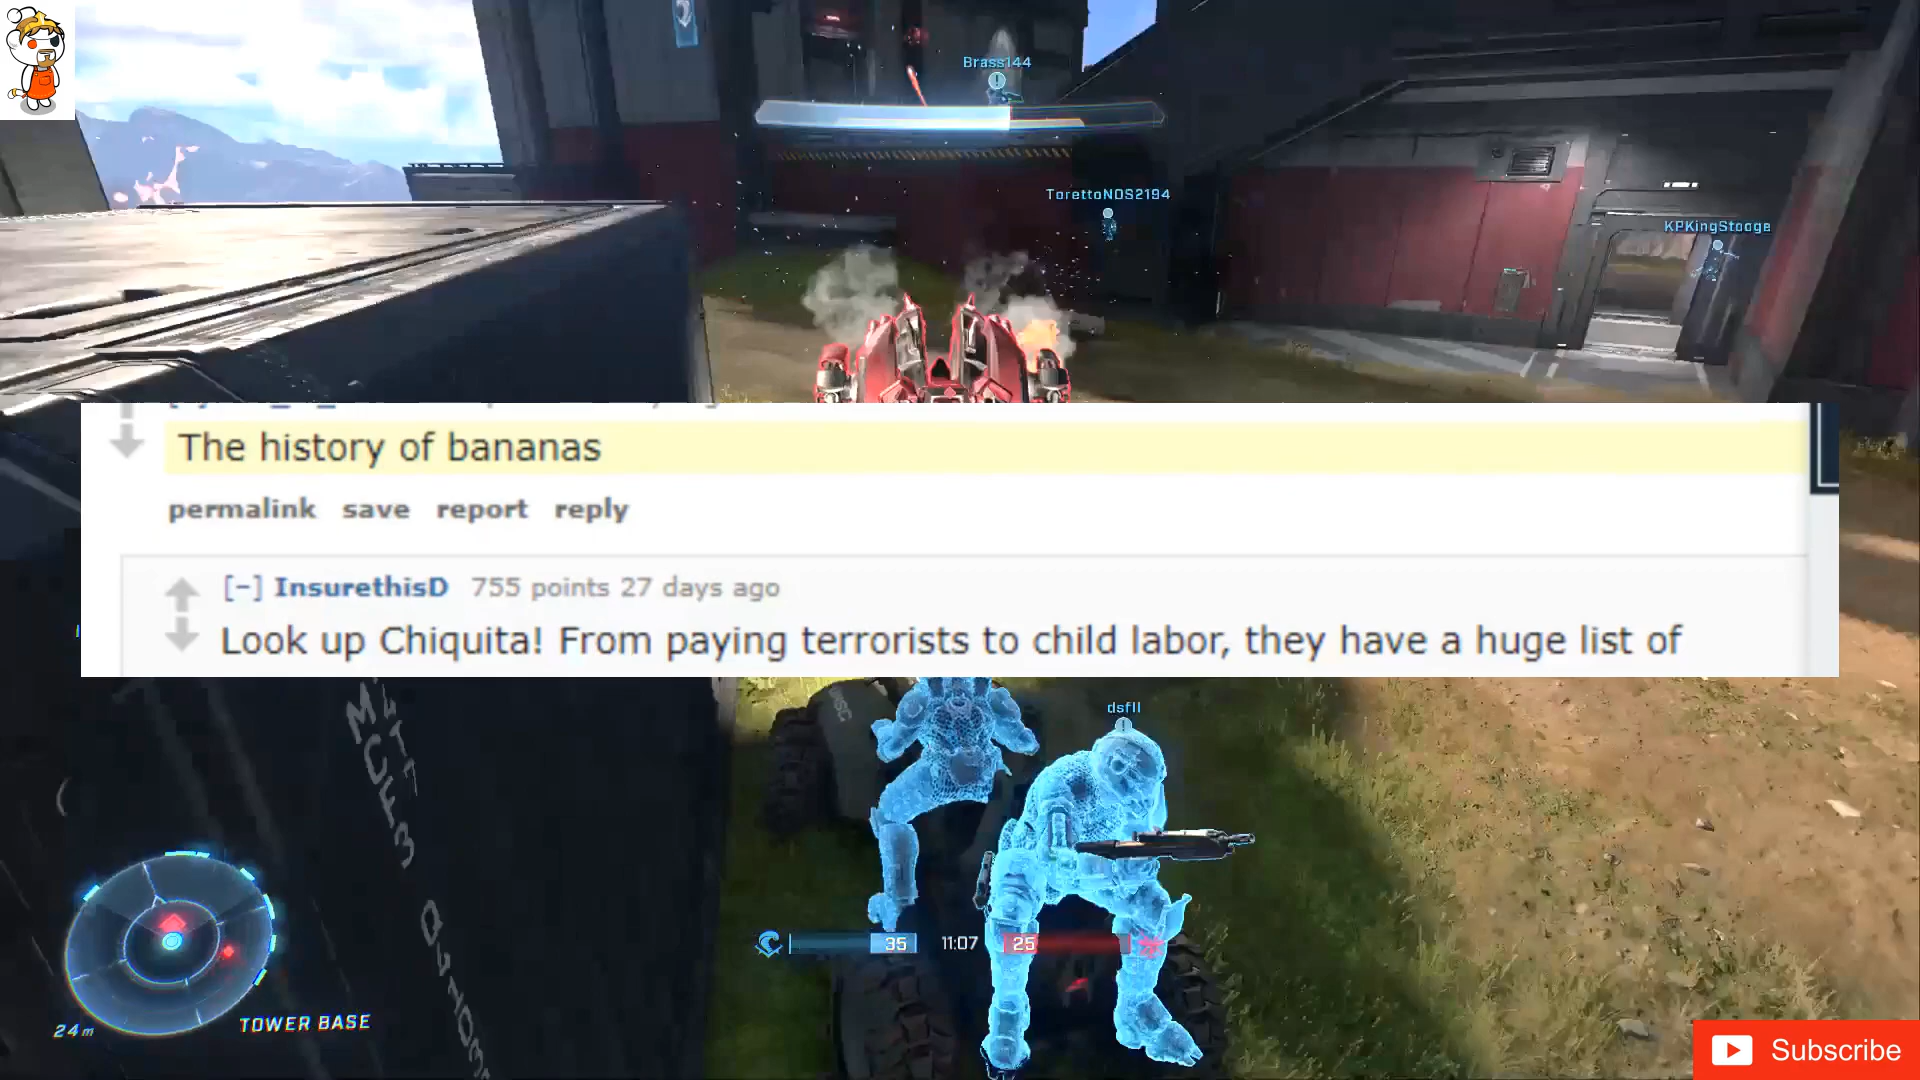 Brass144
TorettoNDS2194
KPKingStooge
The history of bananas
permalink save report reply
[-] InsurethisD 755 points 27 days ago
Look up Chiquita! From paying terrorists to child labor, they have a huge list of
dsfll
35 11:07 25
24m
TOWER BASE
Subscribe